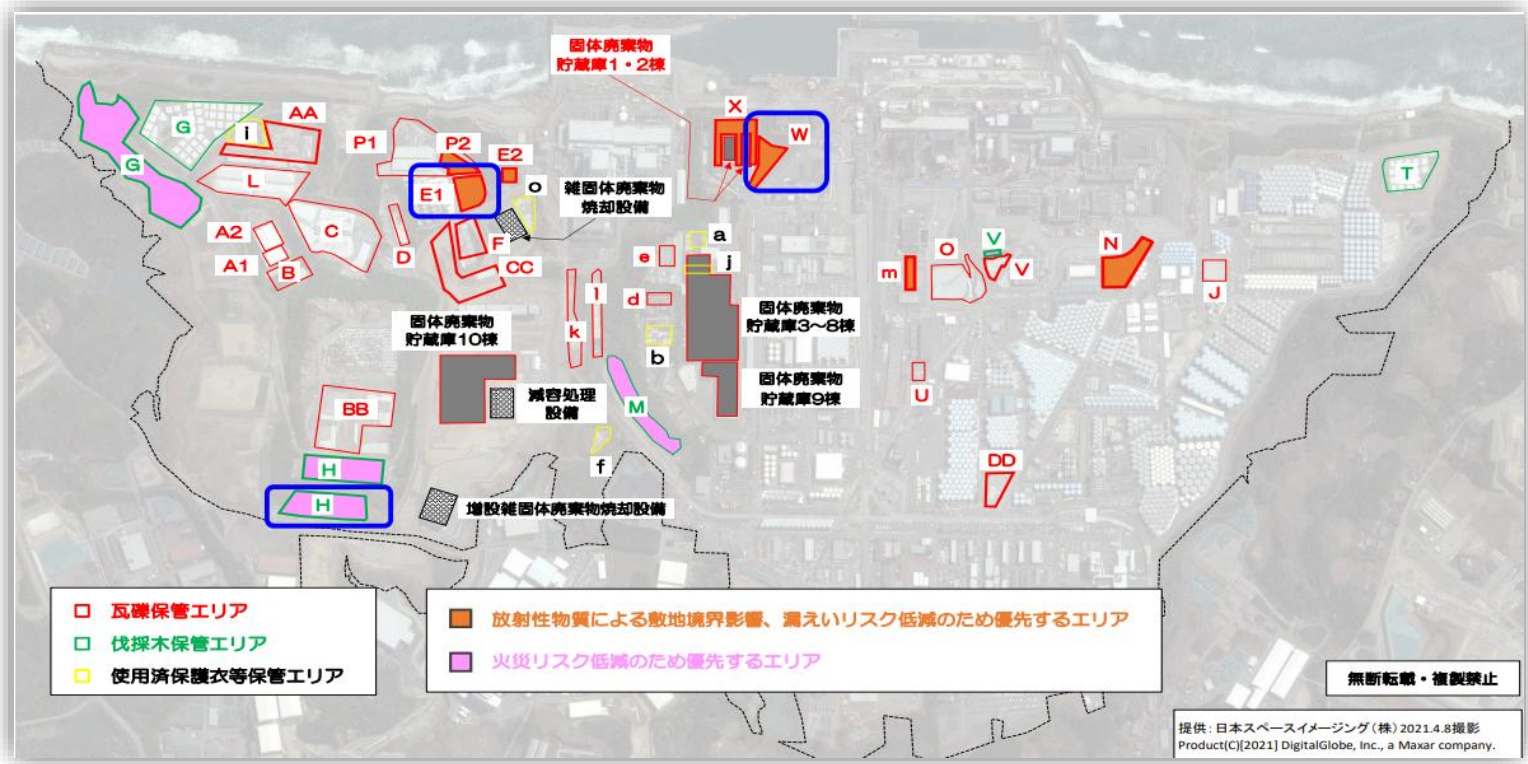 固体廃棄物
貯蔵庫1・2棟
X
W
AA
i
G
G
P1
P2
E2
L
E1
o
雑固体廃棄物
焼却設備
T
A2
C
A1
B
D
F
CC
a
e
j
m
O
V
V
N
J
d
l
k
固体廃棄物
貯蔵庫3~8棟
b
固体廃棄物
貯蔵庫10棟
U
固体廃棄物
貯蔵庫9棟
減容処理
設備
M
BB
f
H
H
DD
増設雑固体廃棄物焼却設備
瓦礫保管エリア
伐採木保管エリア
使用済保護衣等保管エリア
放射性物質による敷地境界影響、漏えいリスク低減のため優先するエリア
火災リスク低減のため優先するエリア
無断転載・複製禁止
提供:日本スペースイメージング(株)2021.4.8撮影
Product(C)[2021] DigitalGlobe, Inc., a Maxar company.